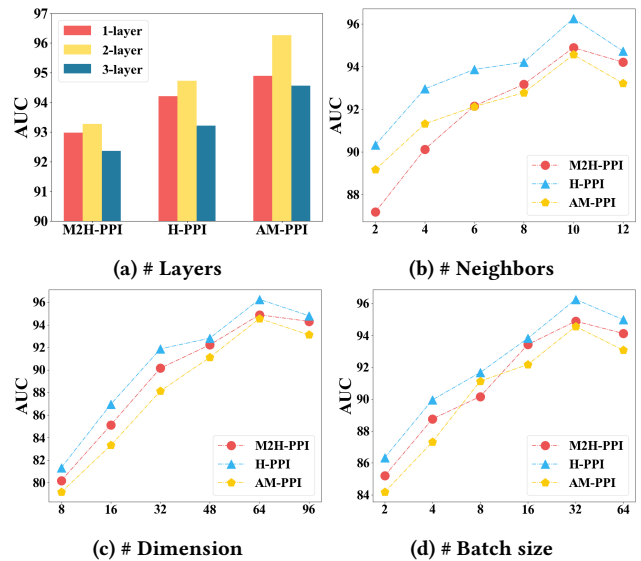 97
96
95
94
93
92
91
90
AUC
1-layer
2-layer
3-layer
M2H-PPI H-PPI AM-PPI
(a) # Layers
96
94
92
90
88
AUC
M2H-PPI
H-PPI
AM-PPI
2 4 6 8 10 12
(b) # Neighbors
96
94
92
90
88
86
84
82
80
AUC
M2H-PPI
H-PPI
AM-PPI
8 16 32 48 64 96
(c) # Dimension
96
94
92
90
88
86
84
AUC
M2H-PPI
H-PPI
AM-PPI
2 4 8 16 32 64
(d) # Batch size